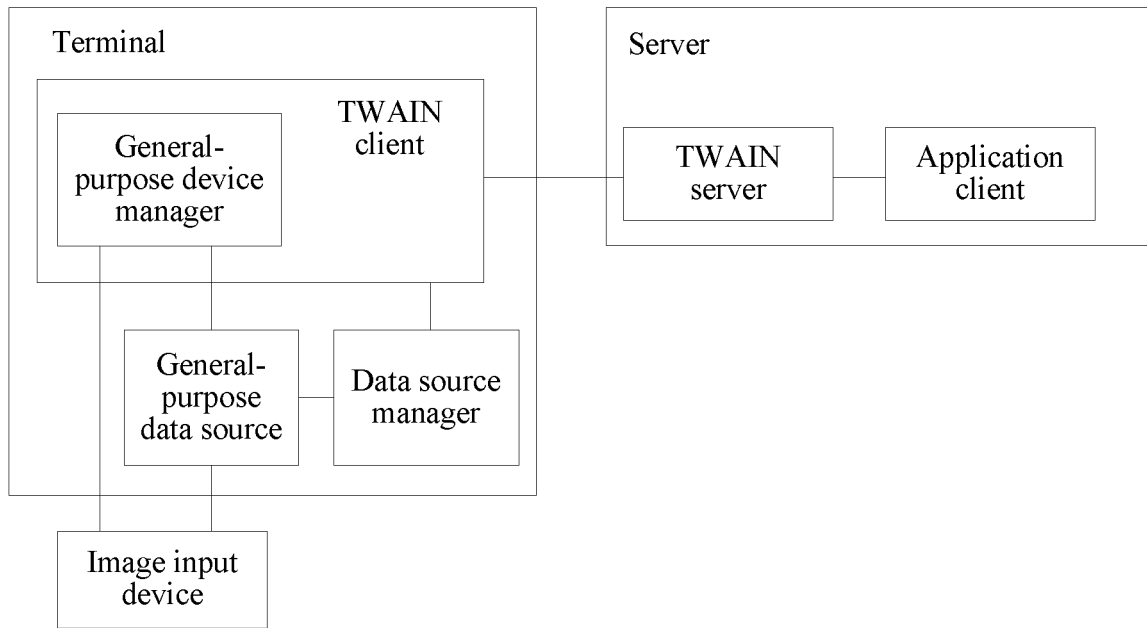 Terminal
TWAIN
client
General-
purpose device
manager
General-
purpose
data source
Data source
manager
Image input
device
Server
TWAIN
server
Application
client